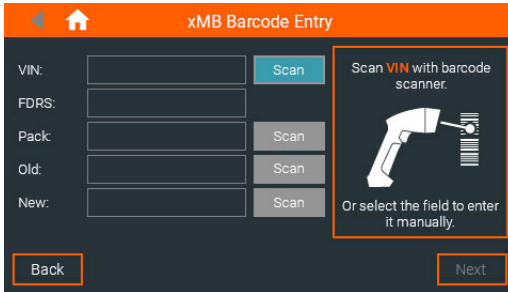 xMB Barcode Entry
VIN:
Scan
FDRS:
Pack:
Scan
Old:
Scan
New:
Scan
Scan VIN with barcode
scanner.
Or select the field to enter
it manually.
Back
Next